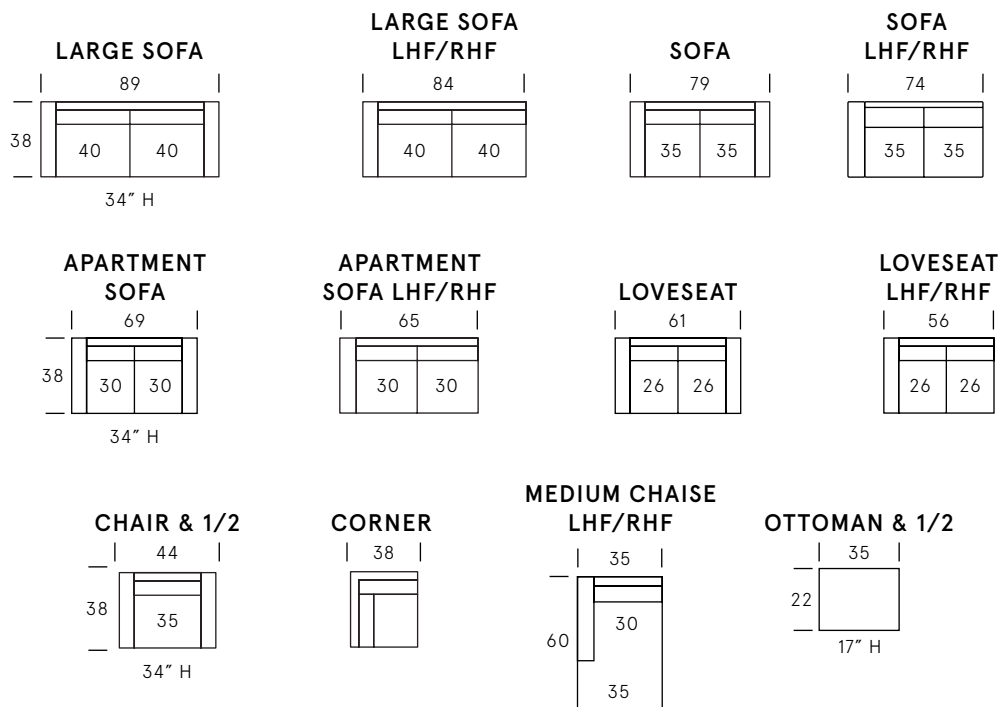 LARGE SOFA
89
38
40 40
34″ H
LARGE SOFA
LHF/RHF
84
40 40
SOFA
79
35 35
SOFA
LHF/RHF
74
35 35
APARTMENT
SOFA
69
38
30 30
34″ H
APARTMENT
SOFA LHF/RHF
65
30 30
LOVESEAT
61
26 26
LOVESEAT
LHF/RHF
56
26 26
CHAIR & 1/2
44
38
35
34″ H
CORNER
38
MEDIUM CHAISE
LHF/RHF
35
60
30
35
OTTOMAN & 1/2
35
22
17″ H